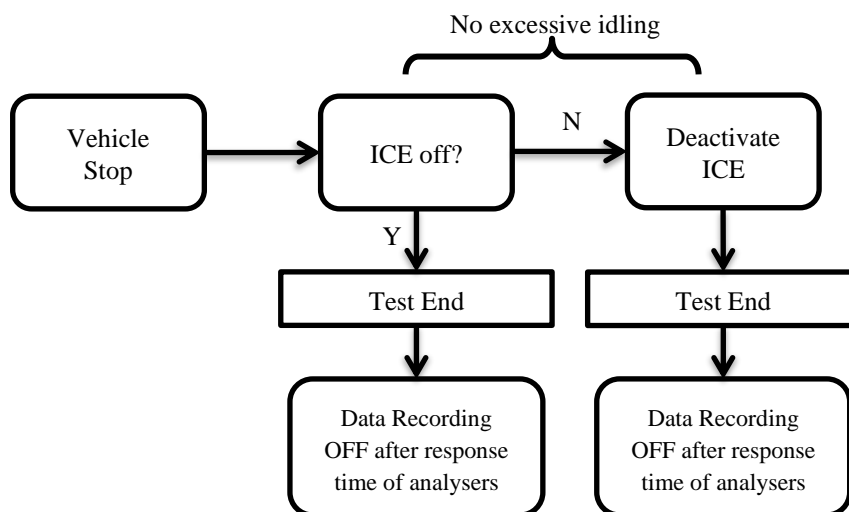 No excessive idling
Vehicle
Stop
ICE off?
N
Deactivate
ICE
Y
Test End
Test End
Data Recording
OFF after response
time of analysers
Data Recording
OFF after response
time of analysers